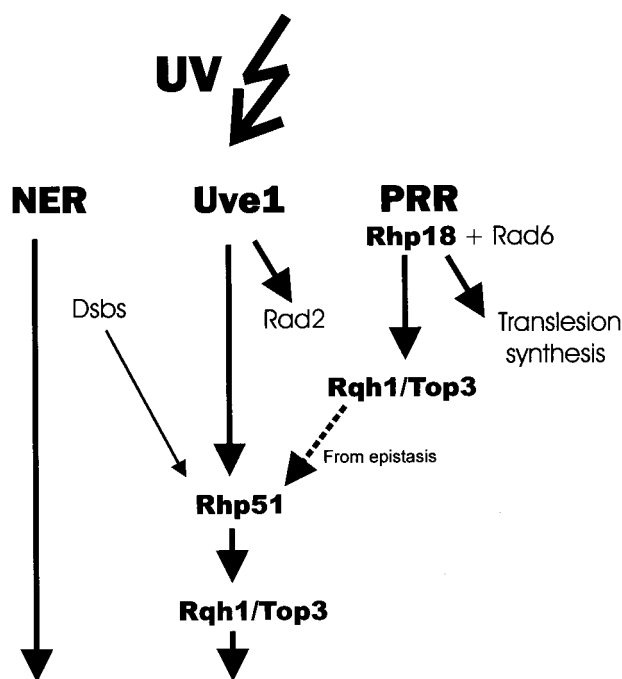 UV
NER
Uve1
PRR
Rhp18 + Rad6
Dsbs
Rad2
Translesion
synthesis
Rqh1/Top3
From epistasis
Rhp51
Rqh1/Top3